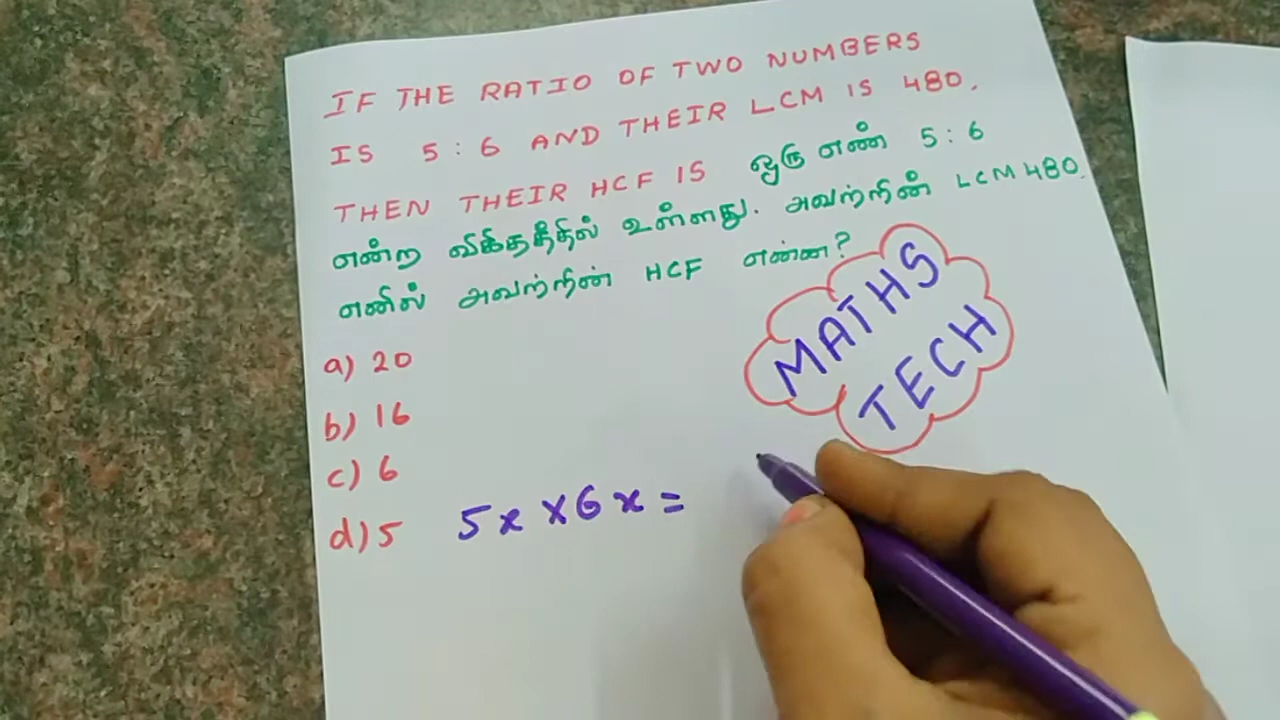 IF THE RATIO OF TWO NUMBERS
IS 5 : 6 AND THEIR LCM IS 480.
THEN THEIR HCF IS ஒரு எண் 5 : 6
என்ற விகிதத்தில் உள்ளது. அவற்றின் LCM 480.
எனில் அவற்றின் HCF என்ன?
MATHS
TECH
a) 20
b) 16
c) 6
d) 5 5x × 6x =